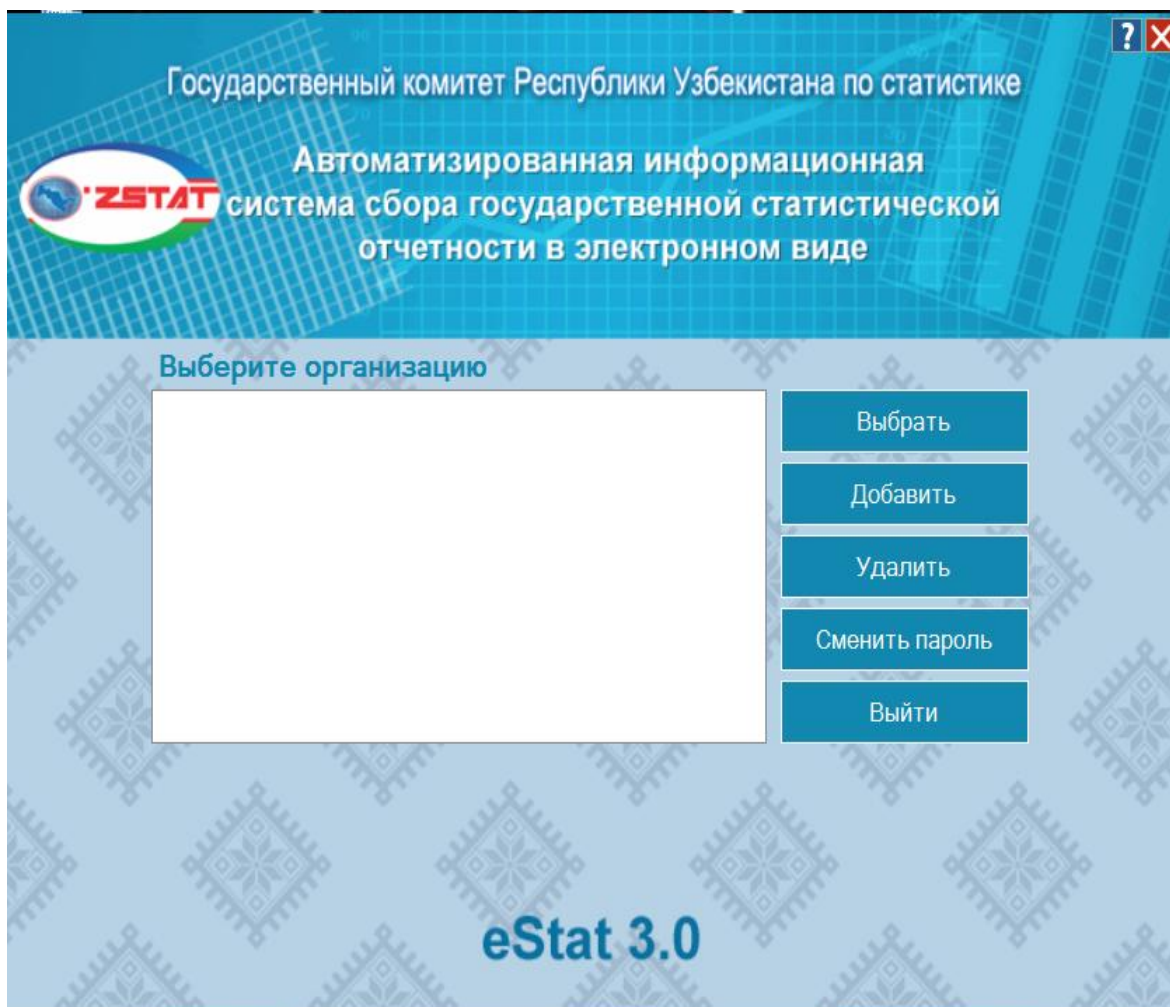 ?
X
Государственный комитет Республики Узбекистана по статистике
Автоматизированная информационная
O'ZSTAT
система сбора государственной статистической
отчетности в электронном виде
Выберите организацию
Выбрать
Добавить
Удалить
Сменить пароль
Выйти
eStat 3.0